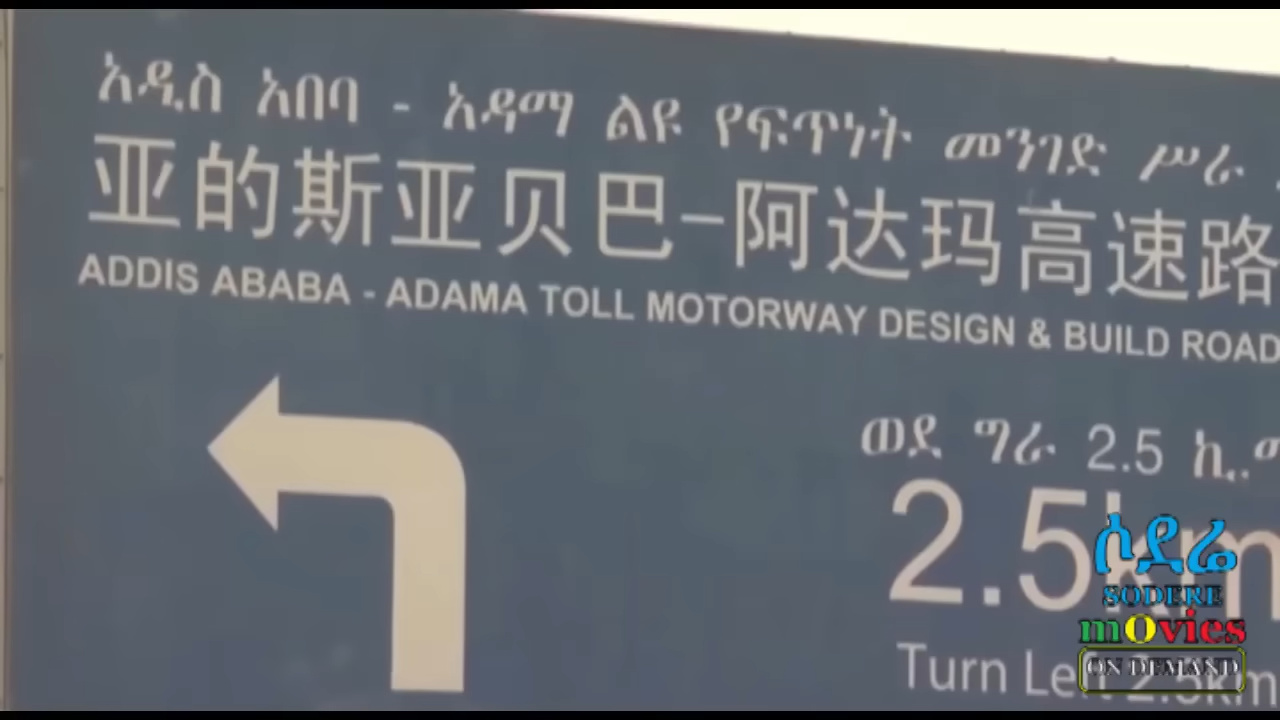 አዲስ አበባ - አዳማ ልዩ የፍጥነት መንገድ ሥራ
亚的斯亚贝巴-阿达玛高速路
ADDIS ABABA - ADAMA TOLL MOTORWAY DESIGN & BUILD ROAD
ወደ ግራ 2.5 ኪ.
2.5km
Turn Left 2.5km
ሶደሬ
SODERE
mOvies
ON DEMAND